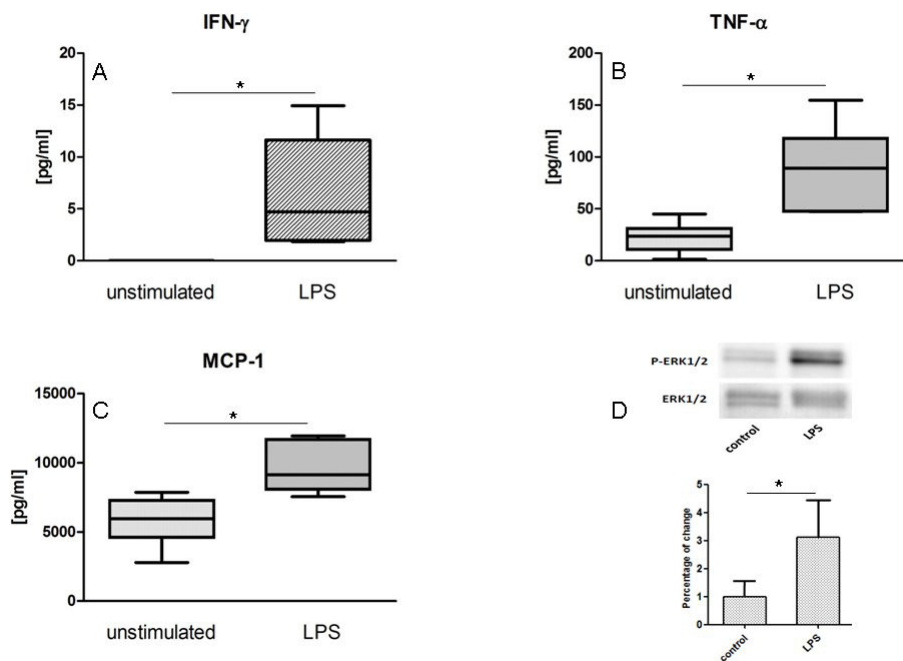 IFN-γ
A
*
20
15
10
5
0
[pg/ml]
unstimulated LPS
TNF-α
B
*
200
150
100
50
0
[pg/ml]
unstimulated LPS
MCP-1
C
*
15000
10000
5000
0
[pg/ml]
unstimulated LPS
D
P-ERK1/2
ERK1/2
control LPS
*
5
4
3
2
1
0
Percentage of change
control LPS